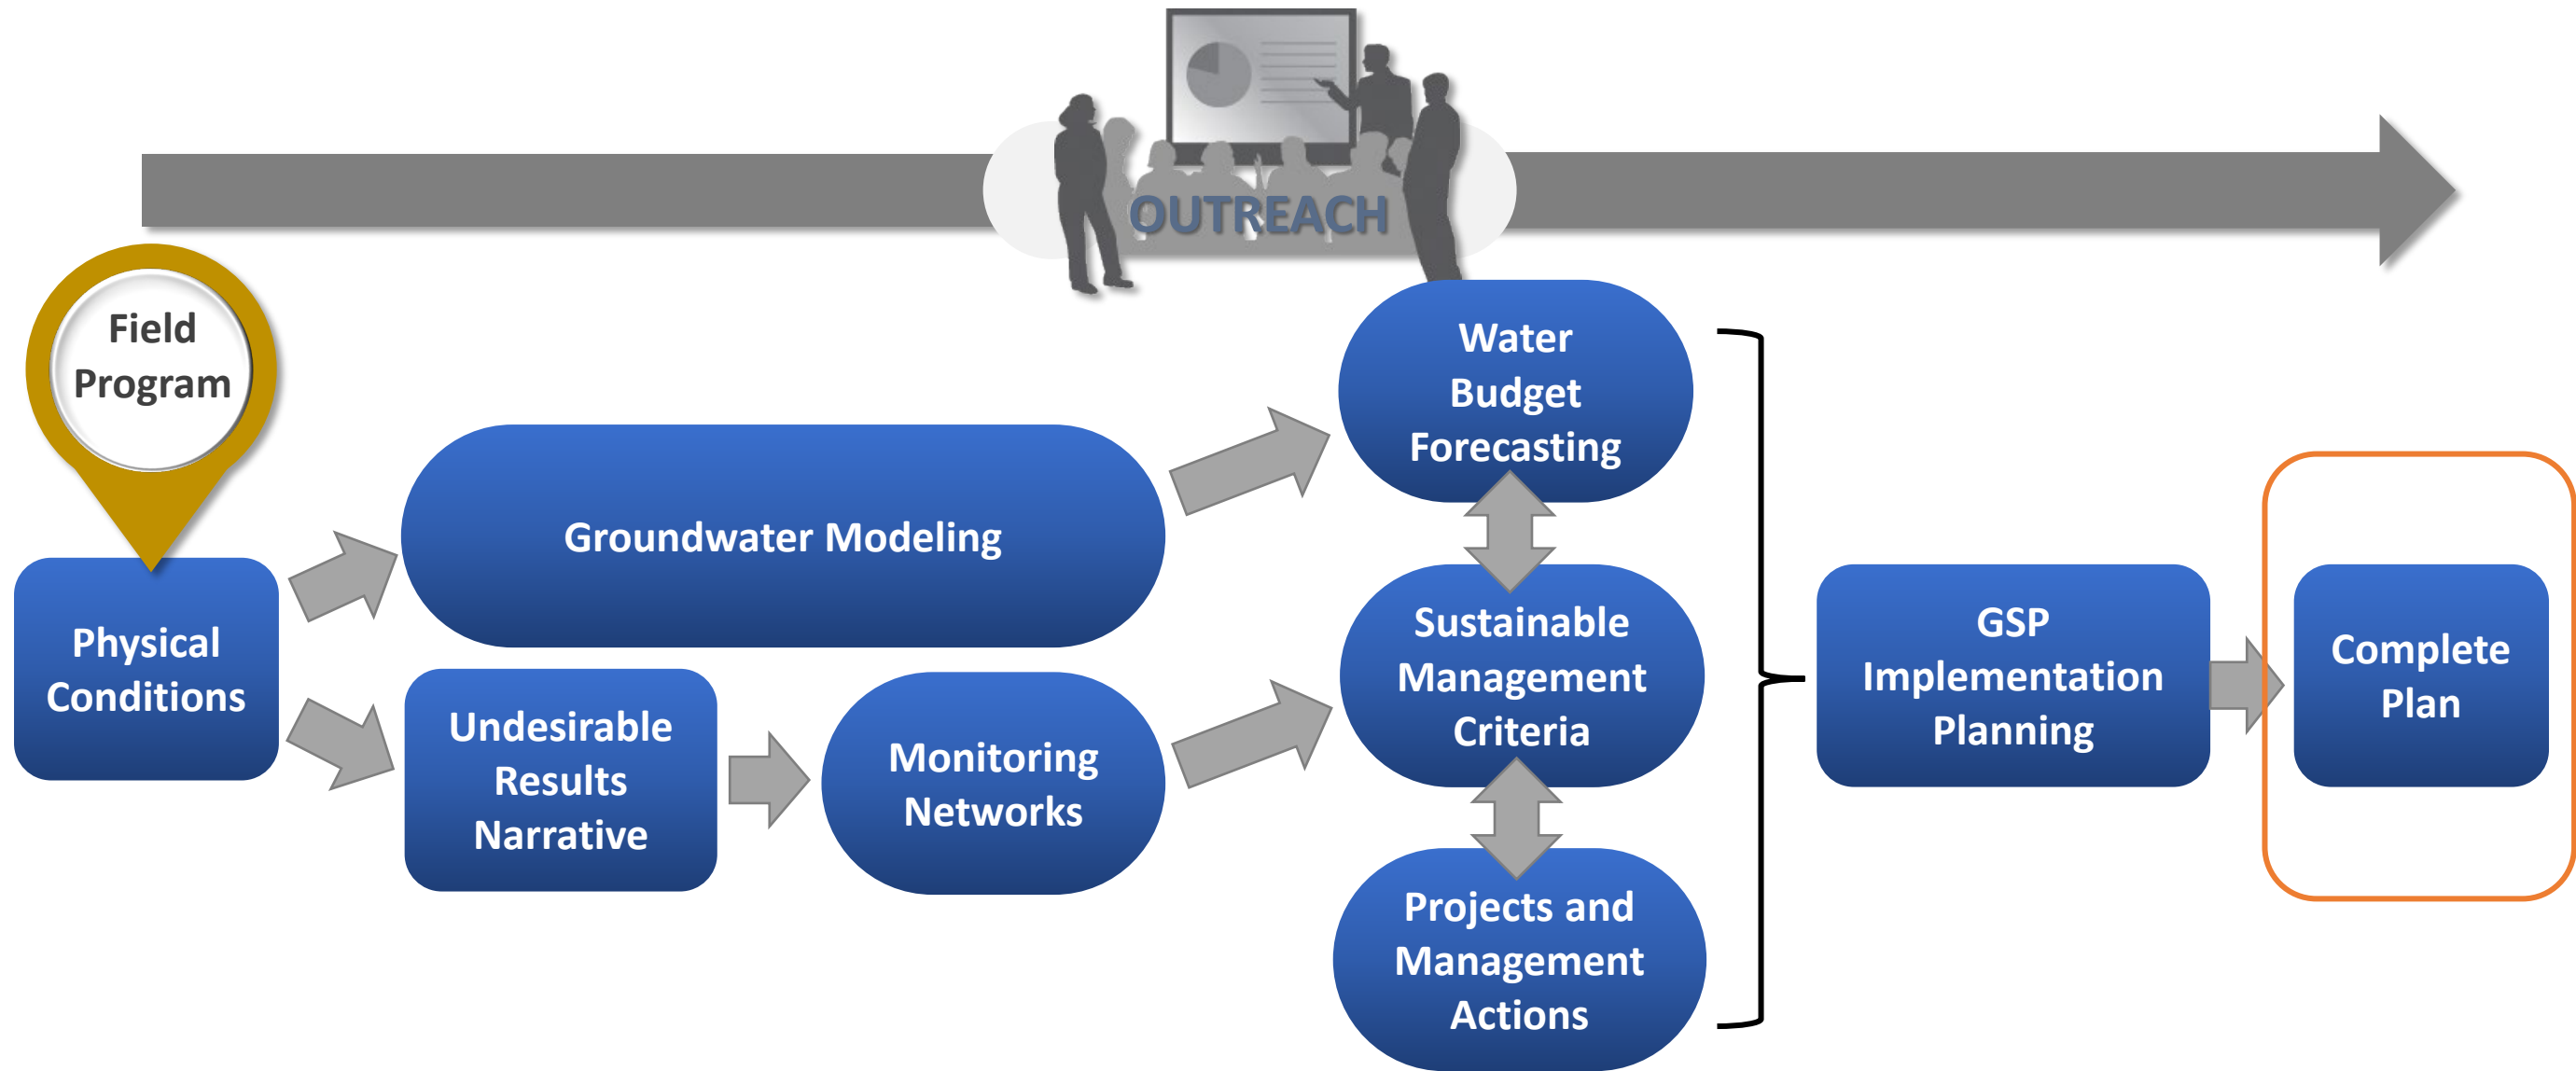 OUTREACH
Field
Program
Physical
Conditions
Groundwater Modeling
Undesirable
Results
Narrative
Monitoring
Networks
Water
Budget
Forecasting
Sustainable
Management
Criteria
Projects and
Management
Actions
GSP
Implementation
Planning
Complete
Plan